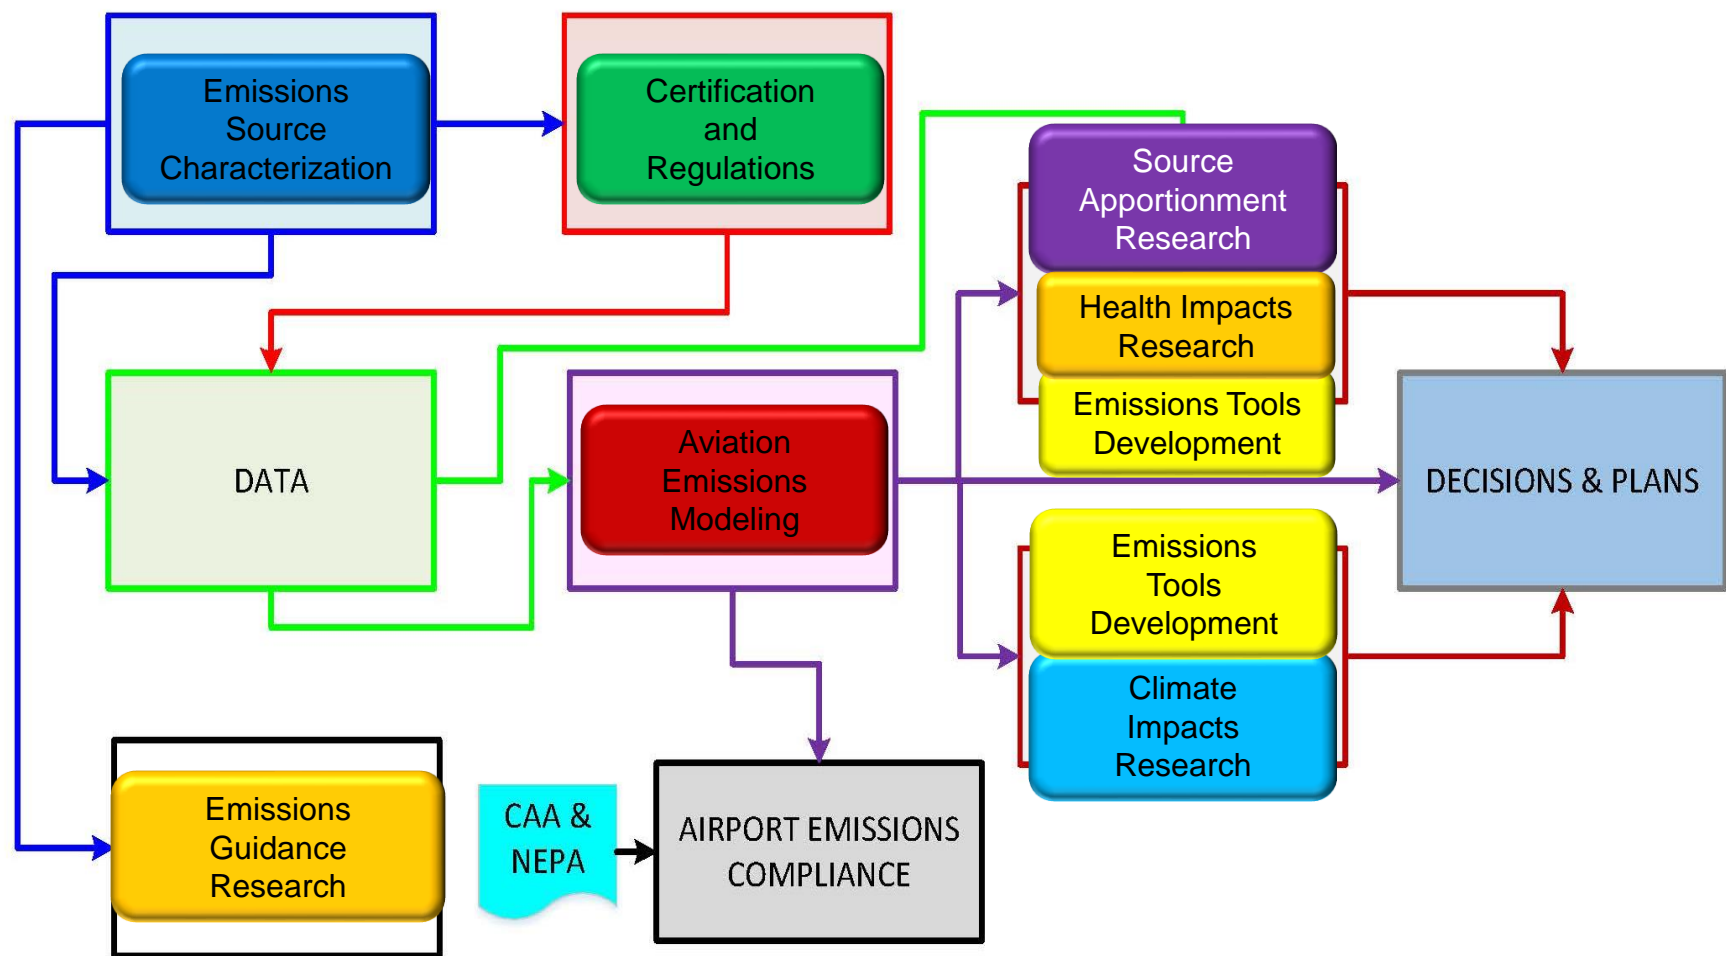 Emissions
Source
Characterization
Certification
and
Regulations
Source
Apportionment
Research
Health Impacts
Research
Emissions Tools
Development
DATA
Aviation
Emissions
Modeling
DECISIONS & PLANS
Emissions
Tools
Development
Climate
Impacts
Research
Emissions
Guidance
Research
CAA &
NEPA
AIRPORT EMISSIONS
COMPLIANCE